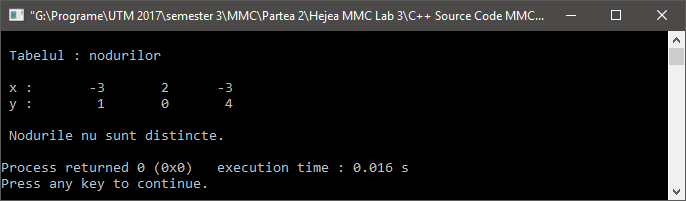 "G:\Programe\UTM 2017\semester 3\MMC\Partea 2\Hejea MMC Lab 3\C++ Source Code MMC...
Tabelul : nodurilor
x : -3 2 -3
y : 1 0 4
Nodurile nu sunt distincte.
Process returned 0 (0x0) execution time : 0.016 s
Press any key to continue.